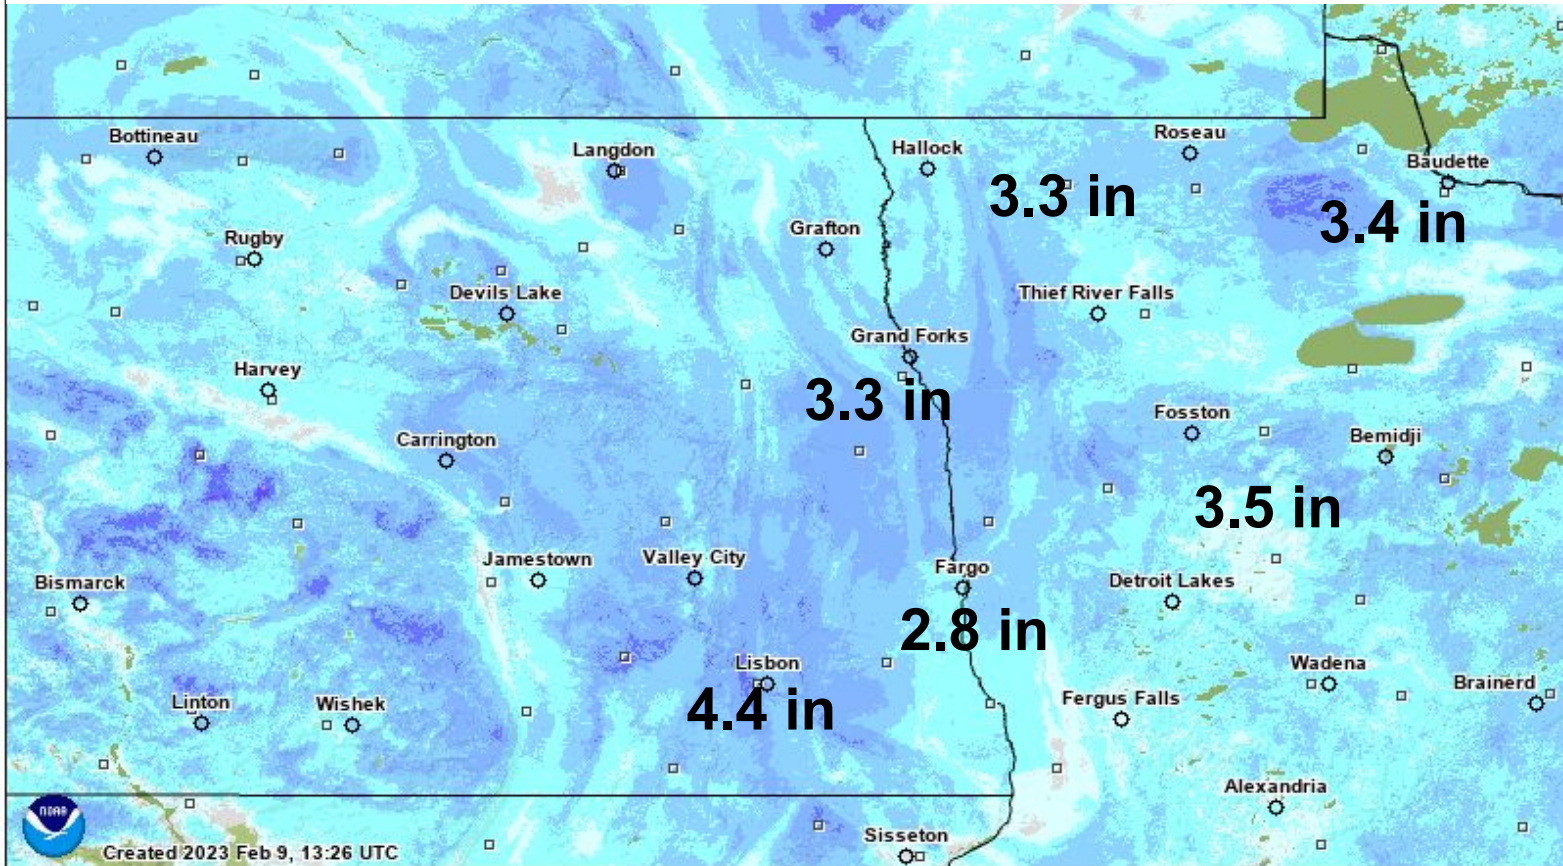 Bottineau
Langdon
Hallock
Roseau
Baudette
3.3 in
3.4 in
Rugby
Grafton
Devils Lake
Thief River Falls
Grand Forks
Harvey
3.3 in
Carrington
Fosston
Bemidji
3.5 in
Jamestown
Valley City
Fargo
Bismarck
Detroit Lakes
2.8 in
Lisbon
Wadena
Brainerd
Linton
Wishek
4.4 in
Fergus Falls
Alexandria
NOAA
Sisseton
Created 2023 Feb 9, 13:26 UTC